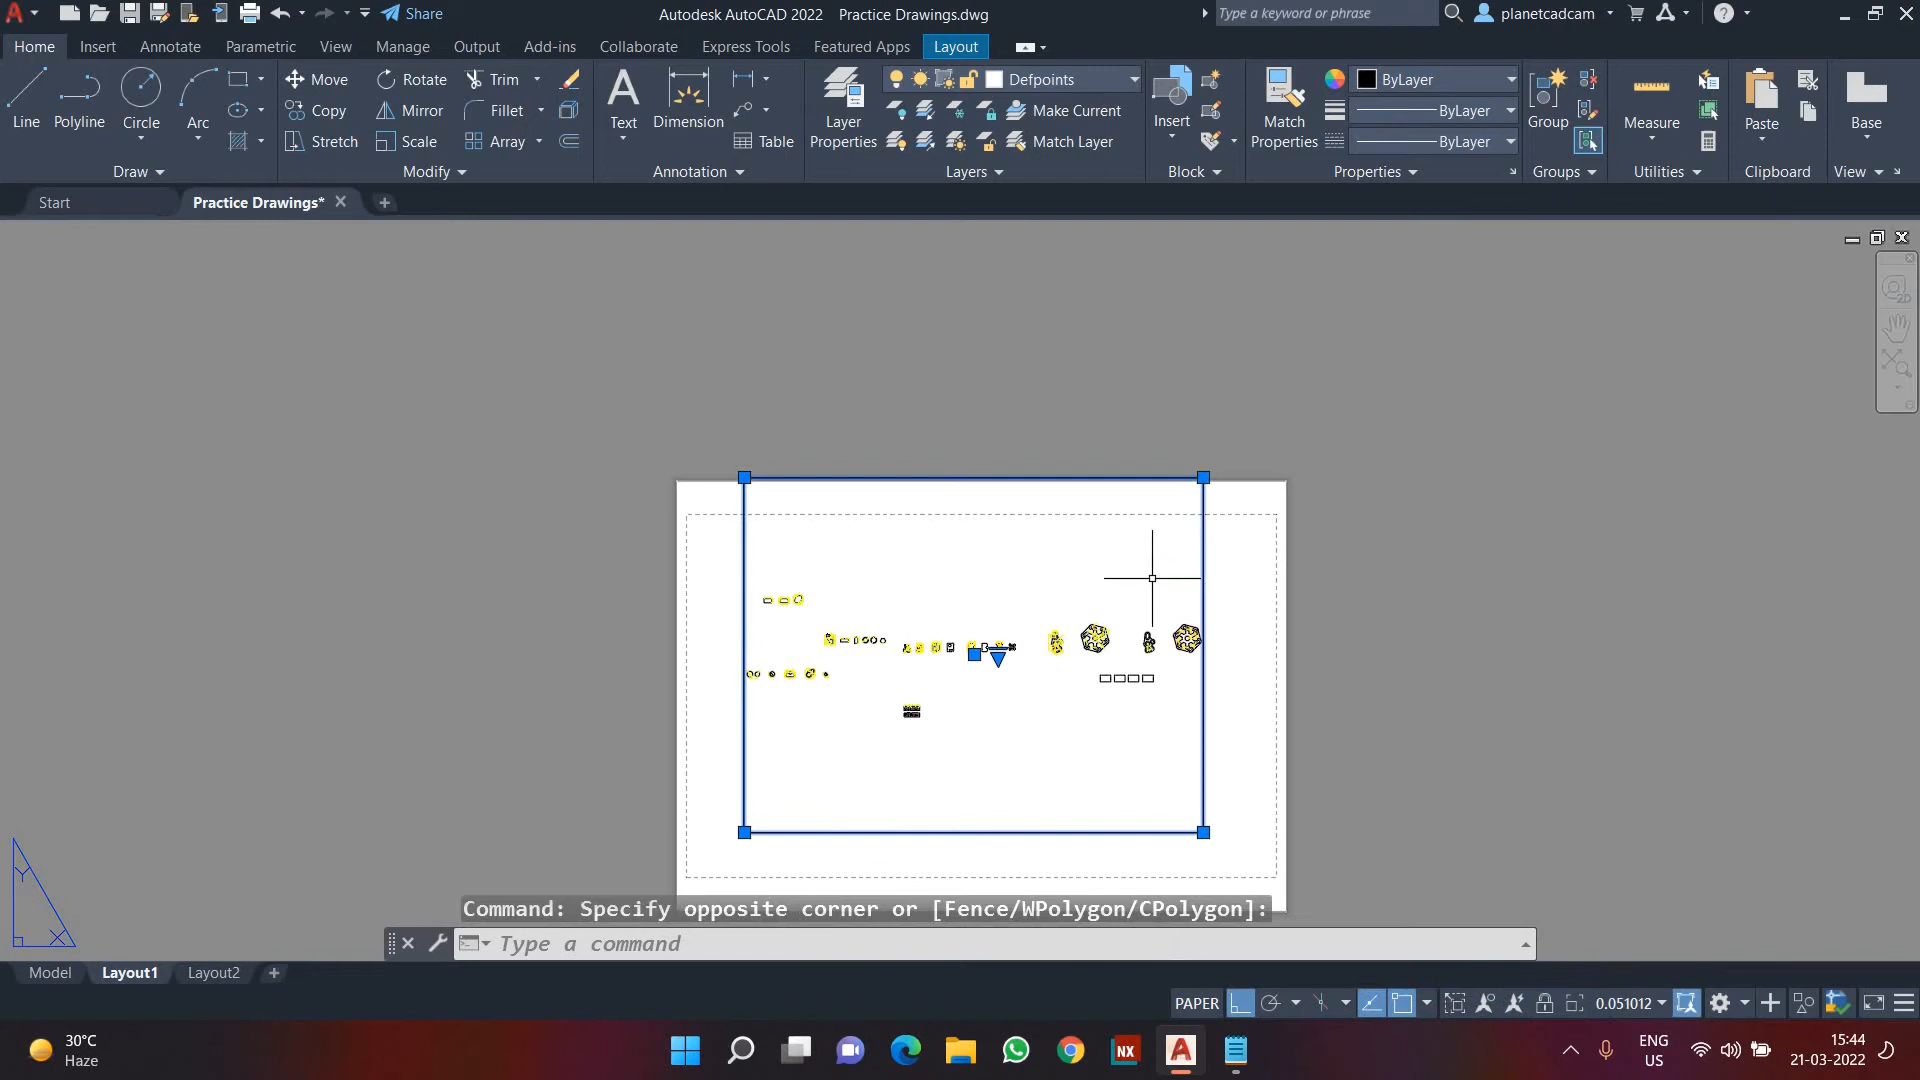 Share
Autodesk AutoCAD 2022 Practice Drawings.dwg
Type a keyword or phrase
planetcadcam
Home Insert Annotate Parametric View Manage Output Add-ins Collaborate Express Tools Featured Apps Layout
Line
Polyline
Circle
Arc
Draw
Move
Rotate
Trim
Copy
Mirror
Fillet
Stretch
Scale
Array
Modify
Text
Dimension
Table
Annotation
Layer
Properties
Defpoints
Make Current
Match Layer
Layers
Insert
Block
Match
Properties
ByLayer
ByLayer
ByLayer
Properties
Group
Groups
Measure
Utilities
Paste
Clipboard
Base
View
Start
Practice Drawings*
2D
Y
X
Command: Specify opposite corner or [Fence/WPolygon/CPolygon]:
Type a command
Model Layout1 Layout2
PAPER
0.051012
30°C
Haze
NX
A
ENG
US
15:44
21-03-2022